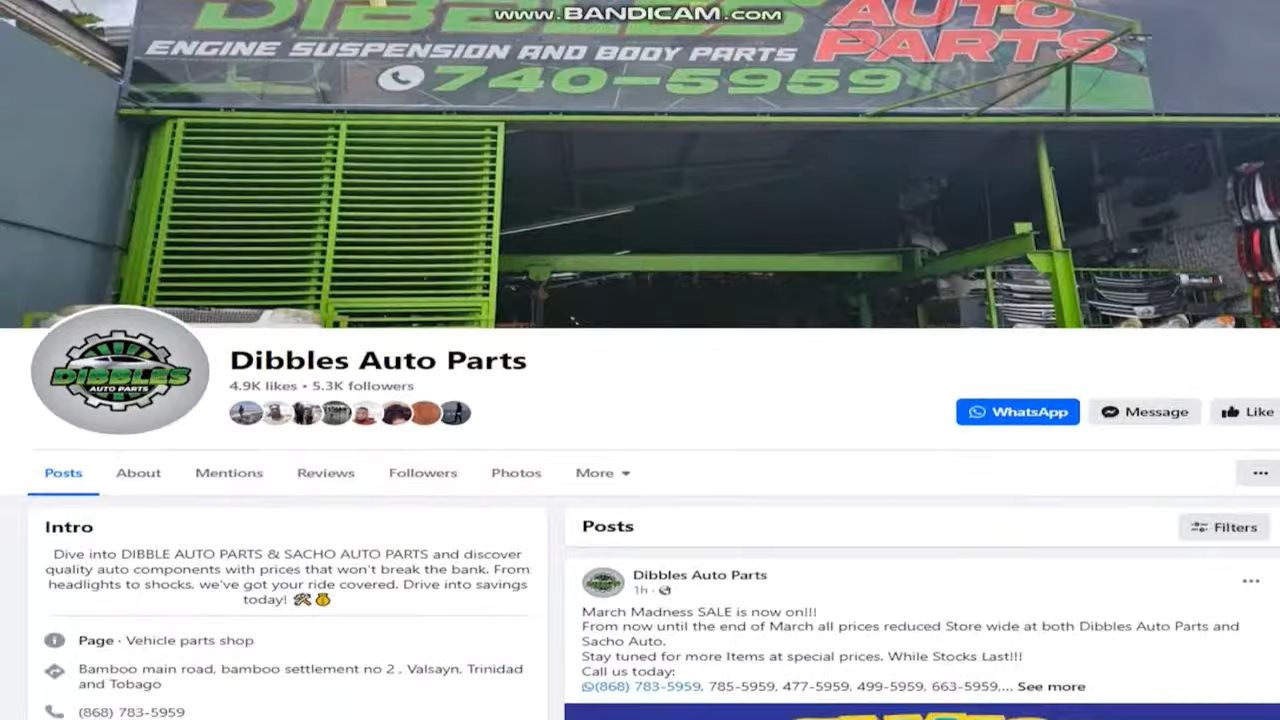 www.BANDICAM.com
DIBBLES AUTO
PARTS
ENGINE SUSPENSION AND BODY PARTS
740-5959
DIBBLES
AUTO PARTS
Dibbles Auto Parts
4.9K likes • 5.3K followers
WhatsApp
Message
Like
Posts
About
Mentions
Reviews
Followers
Photos
More
Intro
Dive into DIBBLE AUTO PARTS & SACHO AUTO PARTS and discover
quality auto components with prices that won't break the bank. From
headlights to shocks, we've got your ride covered. Drive into savings
today! 🛠💰
Page · Vehicle parts shop
Bamboo main road, bamboo settlement no 2 , Valsayn, Trinidad
and Tobago
(868) 783-5959
Posts
Filters
Dibbles Auto Parts
1h ·
March Madness SALE is now on!!!
From now until the end of March all prices reduced Store wide at both Dibbles Auto Parts and
Sacho Auto.
Stay tuned for more Items at special prices. While Stocks Last!!!
Call us today:
(868) 783-5959, 785-5959, 477-5959, 499-5959, 663-5959,... See more